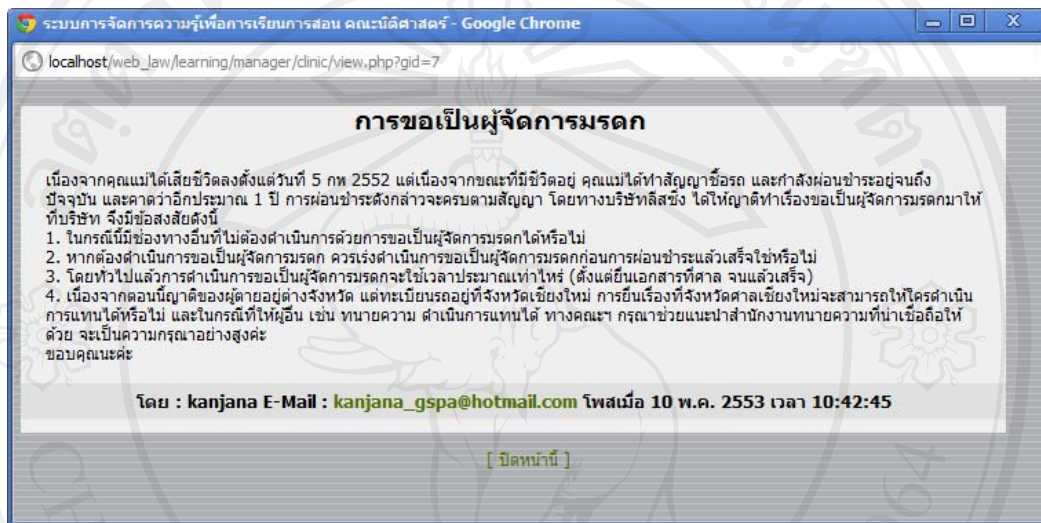 ระบบการจัดการความรู้เพื่อการเรียนการสอน คณะนิติศาสตร์ - Google Chrome
localhost/web_law/learning/manager/clinic/view.php?gid=7
การขอเป็นผู้จัดการมรดก
เนื่องจากคุณแม่ได้เสียชีวิตลงตั้งแต่วันที่ 5 กพ 2552 แต่เนื่องจากขณะที่มีชีวิตอยู่ คุณแม่ได้ทำสัญญาซื้อรถ และกำลังผ่อนชำระอยู่จนถึง
ปัจจุบัน และคาดว่าอีกประมาณ 1 ปี การผ่อนชำระดังกล่าวจะครบตามสัญญา โดยทางบริษัทลีสซิ่ง ได้ให้ญาติทำเรื่องขอเป็นผู้จัดการมรดกมาให้
ที่บริษัท จึงมีข้อสงสัยดังนี้
1. ในกรณีนี้มีช่องทางอื่นที่ไม่ต้องดำเนินการด้วยการขอเป็นผู้จัดการมรดกได้หรือไม่
2. หากต้องดำเนินการขอเป็นผู้จัดการมรดก ควรเร่งดำเนินการขอเป็นผู้จัดการมรดกก่อนการผ่อนชำระแล้วเสร็จใช่หรือไม่
3. โดยทั่วไปแล้วการดำเนินการขอเป็นผู้จัดการมรดกจะใช้เวลาประมาณเท่าไหร่ (ตั้งแต่ยื่นเอกสารที่ศาล จนแล้วเสร็จ)
4. เนื่องจากตอนนี้ญาติของผู้ตายอยู่ต่างจังหวัด แต่ทะเบียนรถอยู่ที่จังหวัดเชียงใหม่ การยื่นเรื่องที่จังหวัดศาลเชียงใหม่จะสามารถให้ใครดำเนิน
การแทนได้หรือไม่ และในกรณีที่ให้ผู้อื่น เช่น ทนายความ ดำเนินการแทนได้ ทางคณะฯ กรุณาช่วยแนะนำสำนักงานทนายความที่น่าเชื่อถือให้
ด้วย จะเป็นความกรุณาอย่างสูงค่ะ
ขอบคุณนะค่ะ
โดย : kanjana E-Mail : kanjana_gspa@hotmail.com โพสเมื่อ 10 พ.ค. 2553 เวลา 10:42:45
[ ปิดหน้านี้ ]